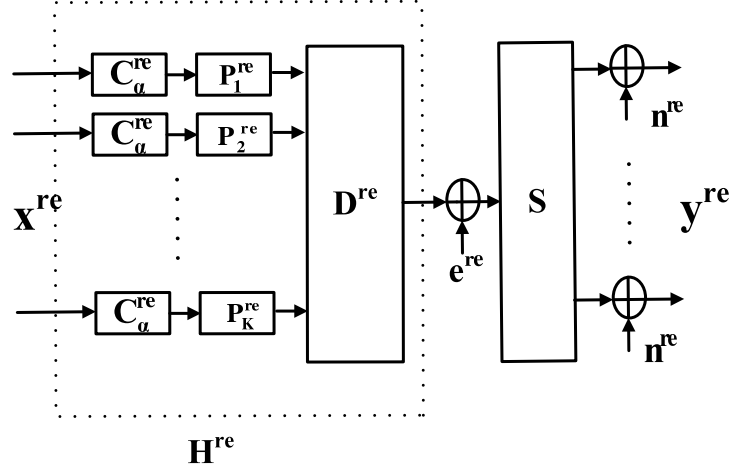 C_α^re P_1^re
C_α^re P_2^re
x^re D^re S y^re
e^re
C_α^re P_K^re
n^re
n^re
H^re